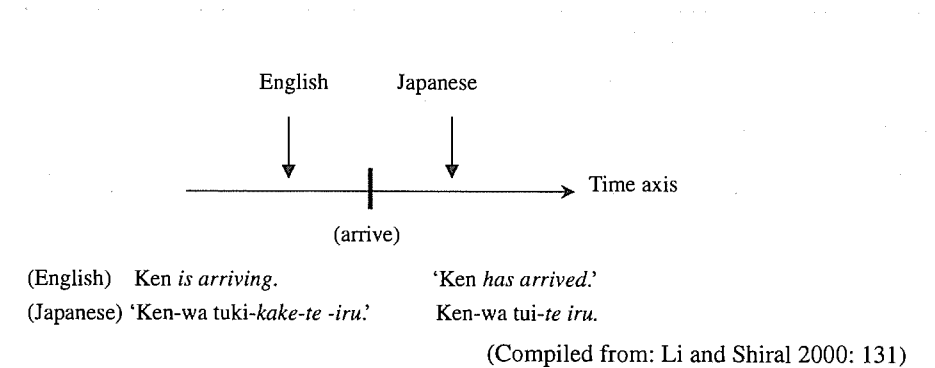 English Japanese
Time axis
(arrive)
(English) Ken is arriving. ‘Ken has arrived.’
(Japanese) ‘Ken-wa tuki-kake-te -iru.’ Ken-wa tui-te iru.
(Compiled from: Li and Shiral 2000: 131)